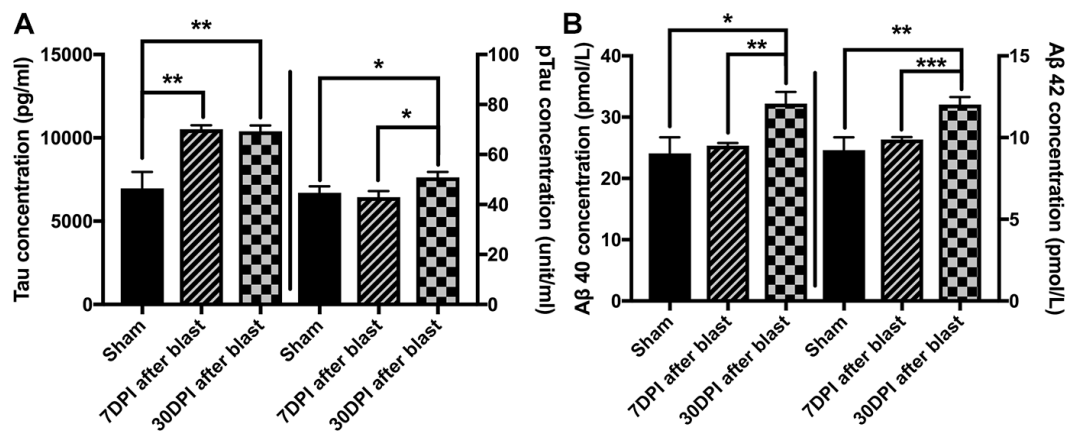 A
Tau concentration (pg/ml)
15000
10000
5000
0
**
**
*
*
100
80
60
40
20
0
pTau concentration (unit/ml)
Sham
7DPI after blast
30DPI after blast
Sham
7DPI after blast
30DPI after blast
B
Aβ 40 concentration (pmol/L)
40
30
20
10
0
*
**
**
***
15
10
5
0
Aβ 42 concentration (pmol/L)
Sham
7DPI after blast
30DPI after blast
Sham
7DPI after blast
30DPI after blast